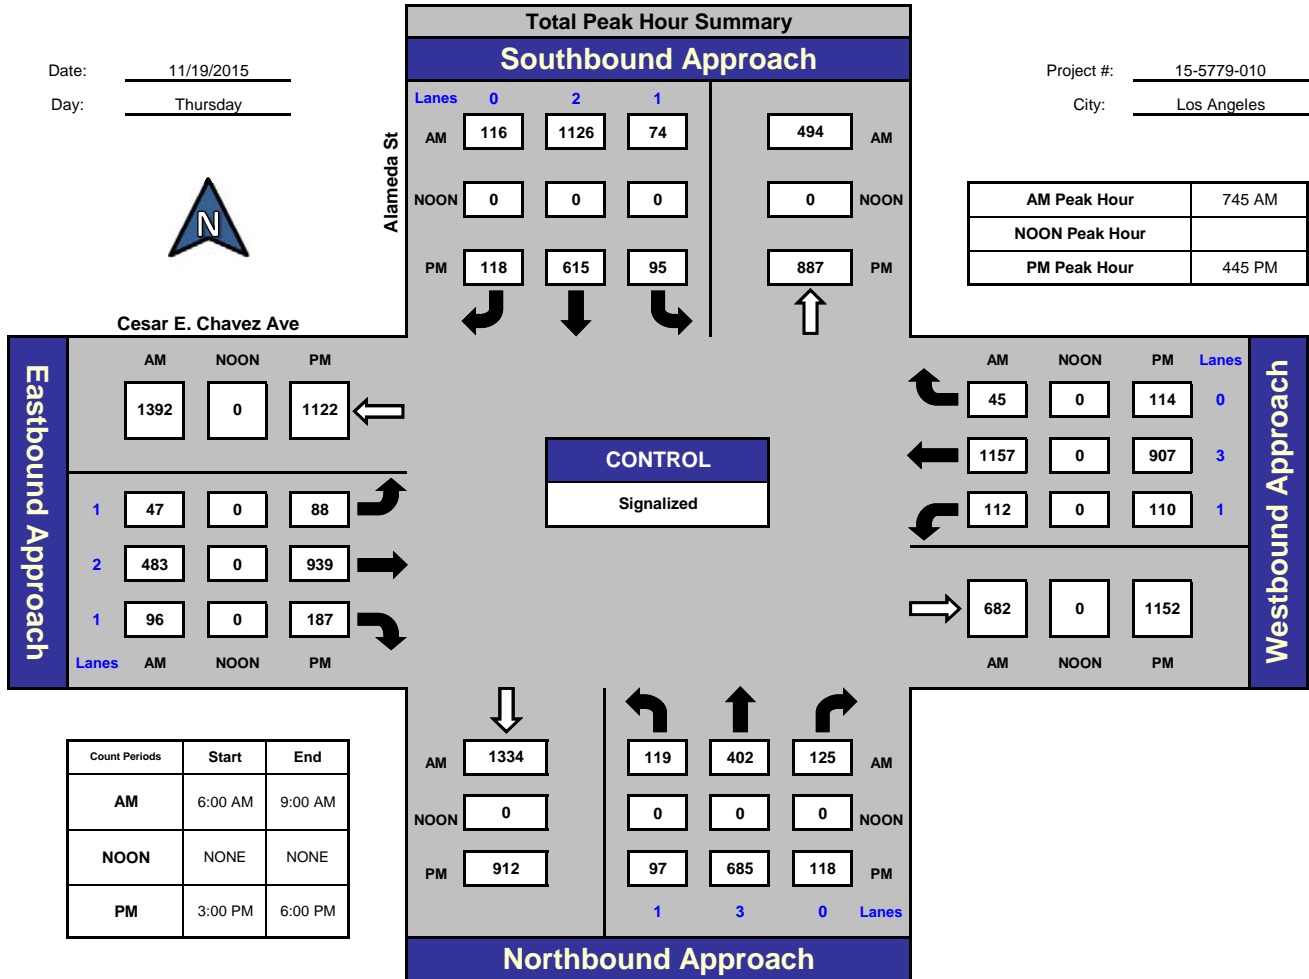 Total Peak Hour Summary
Southbound Approach
Date: 11/19/2015
Day: Thursday
Project #: 15-5779-010
City: Los Angeles
N
Alameda St
Lanes 0 2 1
AM 116 1126 74 494 AM
NOON 0 0 0 0 NOON
PM 118 615 95 887 PM
AM Peak Hour 745 AM
NOON Peak Hour
PM Peak Hour 445 PM
Cesar E. Chavez Ave
Eastbound Approach
AM NOON PM
1392 0 1122
1 47 0 88
2 483 0 939
1 96 0 187
Lanes AM NOON PM
CONTROL
Signalized
AM NOON PM Lanes
45 0 114 0
1157 0 907 3
112 0 110 1
682 0 1152
AM NOON PM
Westbound Approach
Count Periods Start End
AM 6:00 AM 9:00 AM
NOON NONE NONE
PM 3:00 PM 6:00 PM
AM 1334 119 402 125 AM
NOON 0 0 0 0 NOON
PM 912 97 685 118 PM
1 3 0 Lanes
Northbound Approach